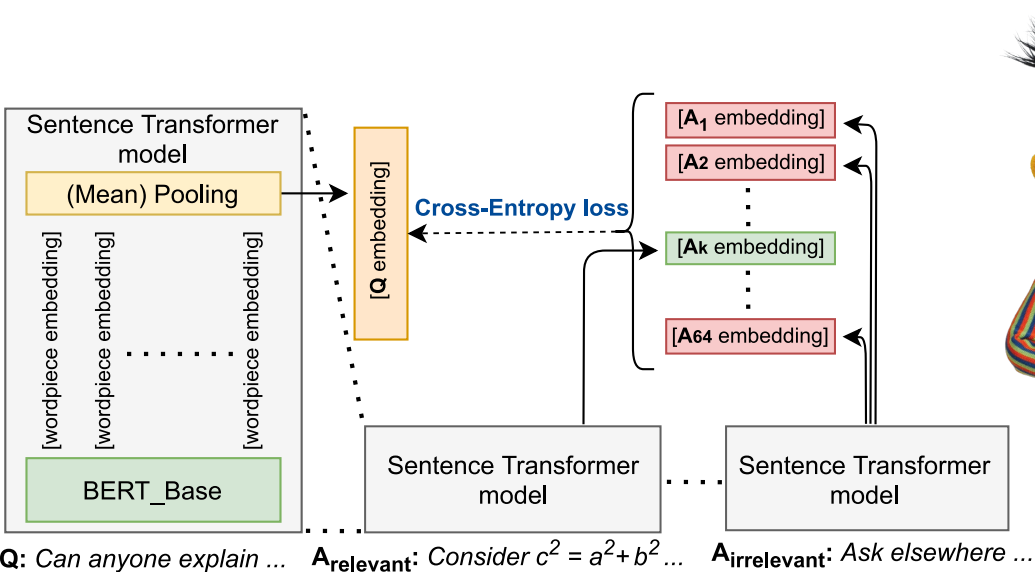 Sentence Transformer
model
(Mean) Pooling
[wordpiece embedding]
[wordpiece embedding]
[wordpiece embedding]
BERT_Base
Q: Can anyone explain ...
[Q embedding]
Cross-Entropy loss
[A1 embedding]
[A2 embedding]
[Ak embedding]
[A64 embedding]
Sentence Transformer
model
Arelevant: Consider c² = a²+ b² ...
Sentence Transformer
model
Airrelevant: Ask elsewhere ...